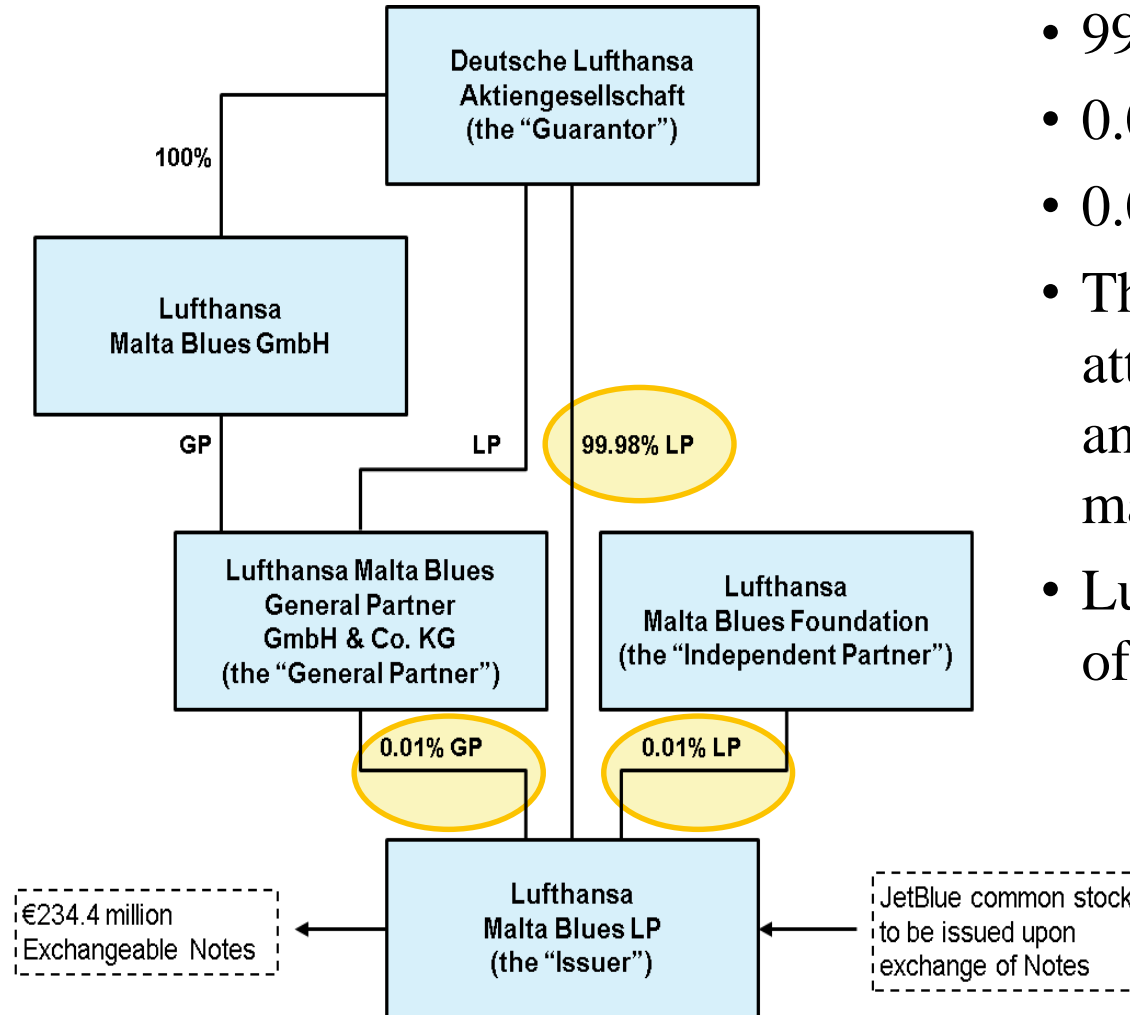 Deutsche Lufthansa
Aktiengesellschaft
(the “Guarantor”)
100%
Lufthansa
Malta Blues GmbH
GP
LP
99.98% LP
Lufthansa Malta Blues
General Partner
GmbH & Co. KG
(the “General Partner”)
Lufthansa
Malta Blues Foundation
(the “Independent Partner”)
0.01% GP
0.01% LP
Lufthansa
Malta Blues LP
(the “Issuer”)
€234.4 million
Exchangeable Notes
JetBlue common stock
to be issued upon
exchange of Notes
•
•
•
•
•
of